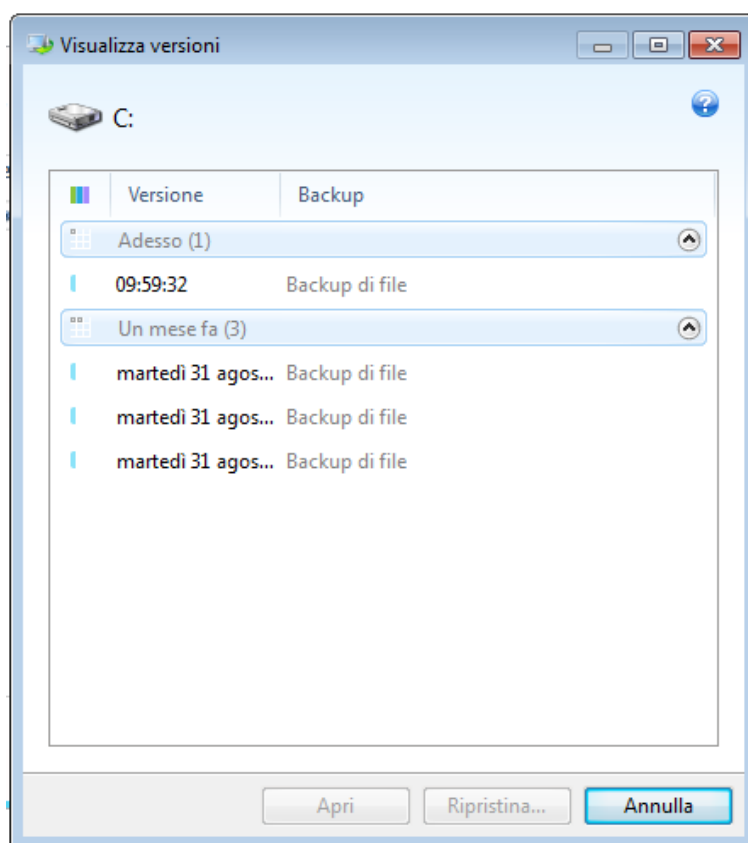 Visualizza versioni
C:
Versione Backup
Adesso (1)
09:59:32 Backup di file
Un mese fa (3)
martedì 31 agos... Backup di file
martedì 31 agos... Backup di file
martedì 31 agos... Backup di file
Apri Ripristina... Annulla